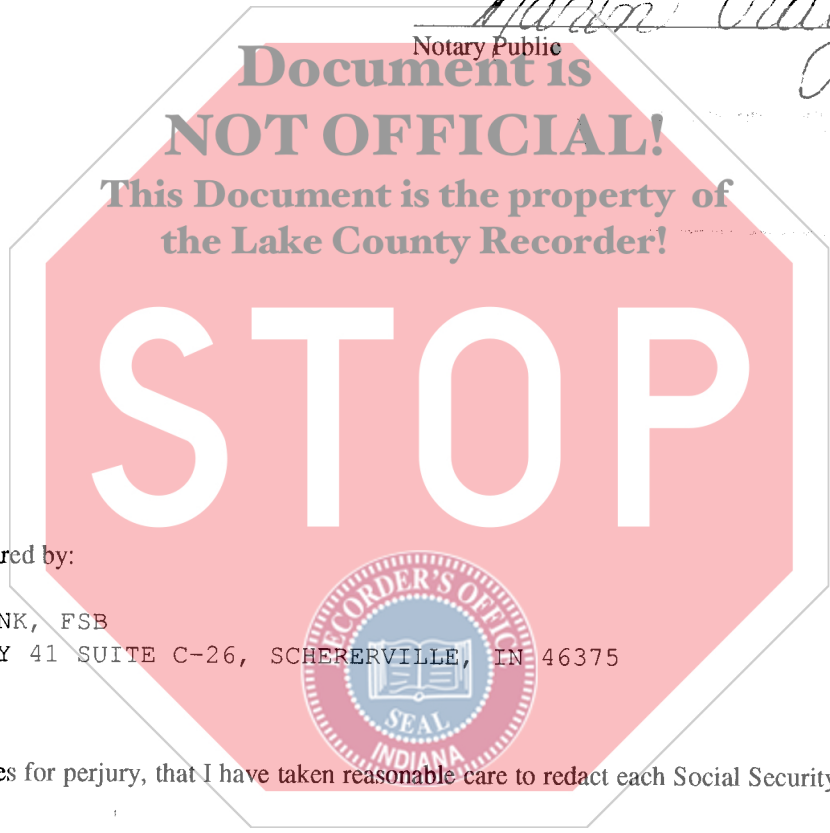 Notary Public
Document is
NOT OFFICIAL!
This Document is the property of
the Lake County Recorder!
STOP
red by:
NK, FSB
Y 41 SUITE C-26, SCHERERVILLE, IN 46375
RECORDER'S OFFICE
SEAL
INDIANA
es for perjury, that I have taken reasonable care to redact each Social Security